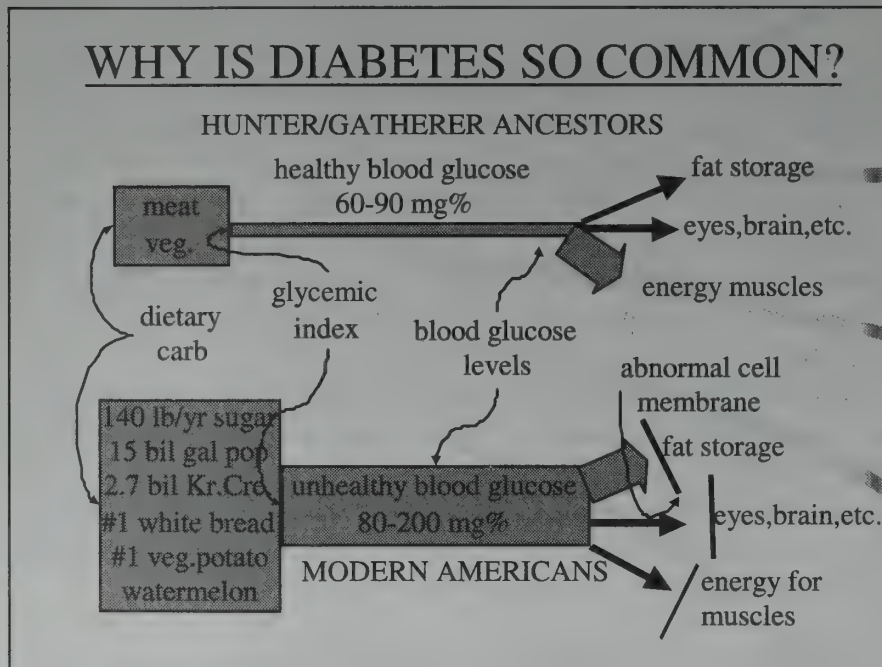 WHY IS DIABETES SO COMMON?
HUNTER/GATHERER ANCESTORS
meat
veg.
healthy blood glucose
60-90 mg%
fat storage
eyes,brain,etc.
energy muscles
dietary
carb
glycemic
index
blood glucose
levels
abnormal cell
membrane
140 lb/yr sugar
15 bil gal pop
2.7 bil Kr.Cre.
#1 white bread
#1 veg.potato
watermelon
unhealthy blood glucose
80-200 mg%
MODERN AMERICANS
fat storage
eyes,brain,etc.
energy for
muscles